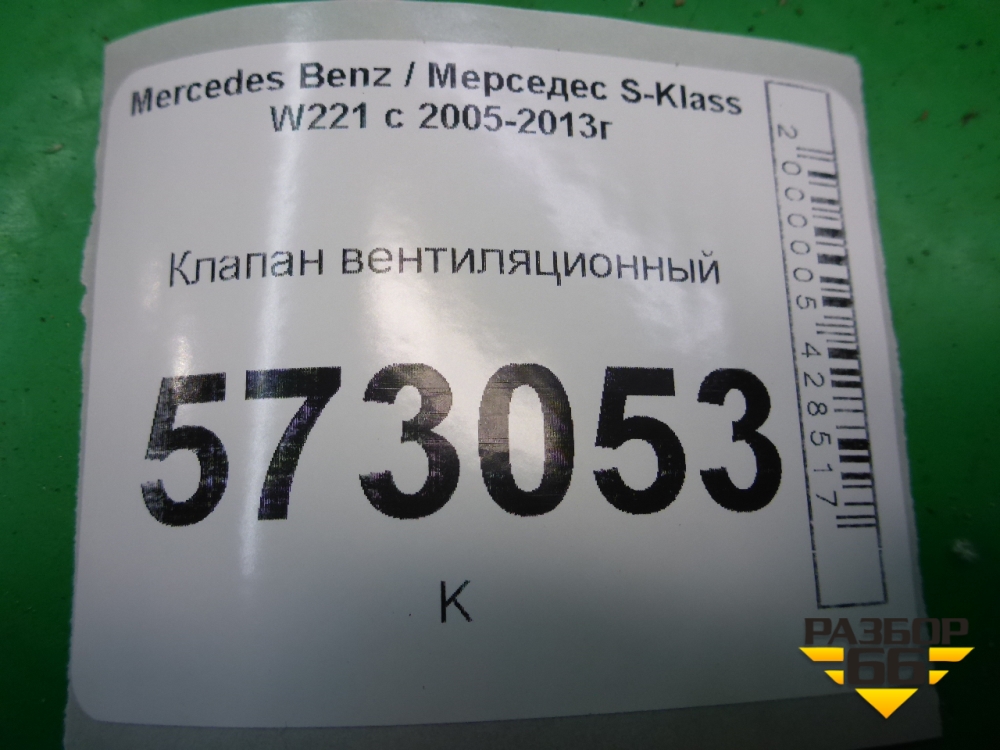 Mercedes Benz / Мерседес S-Klass
W221 с 2005-2013г
Клапан вентиляционный
573053
К
2000005428517
РАЗБОР
66